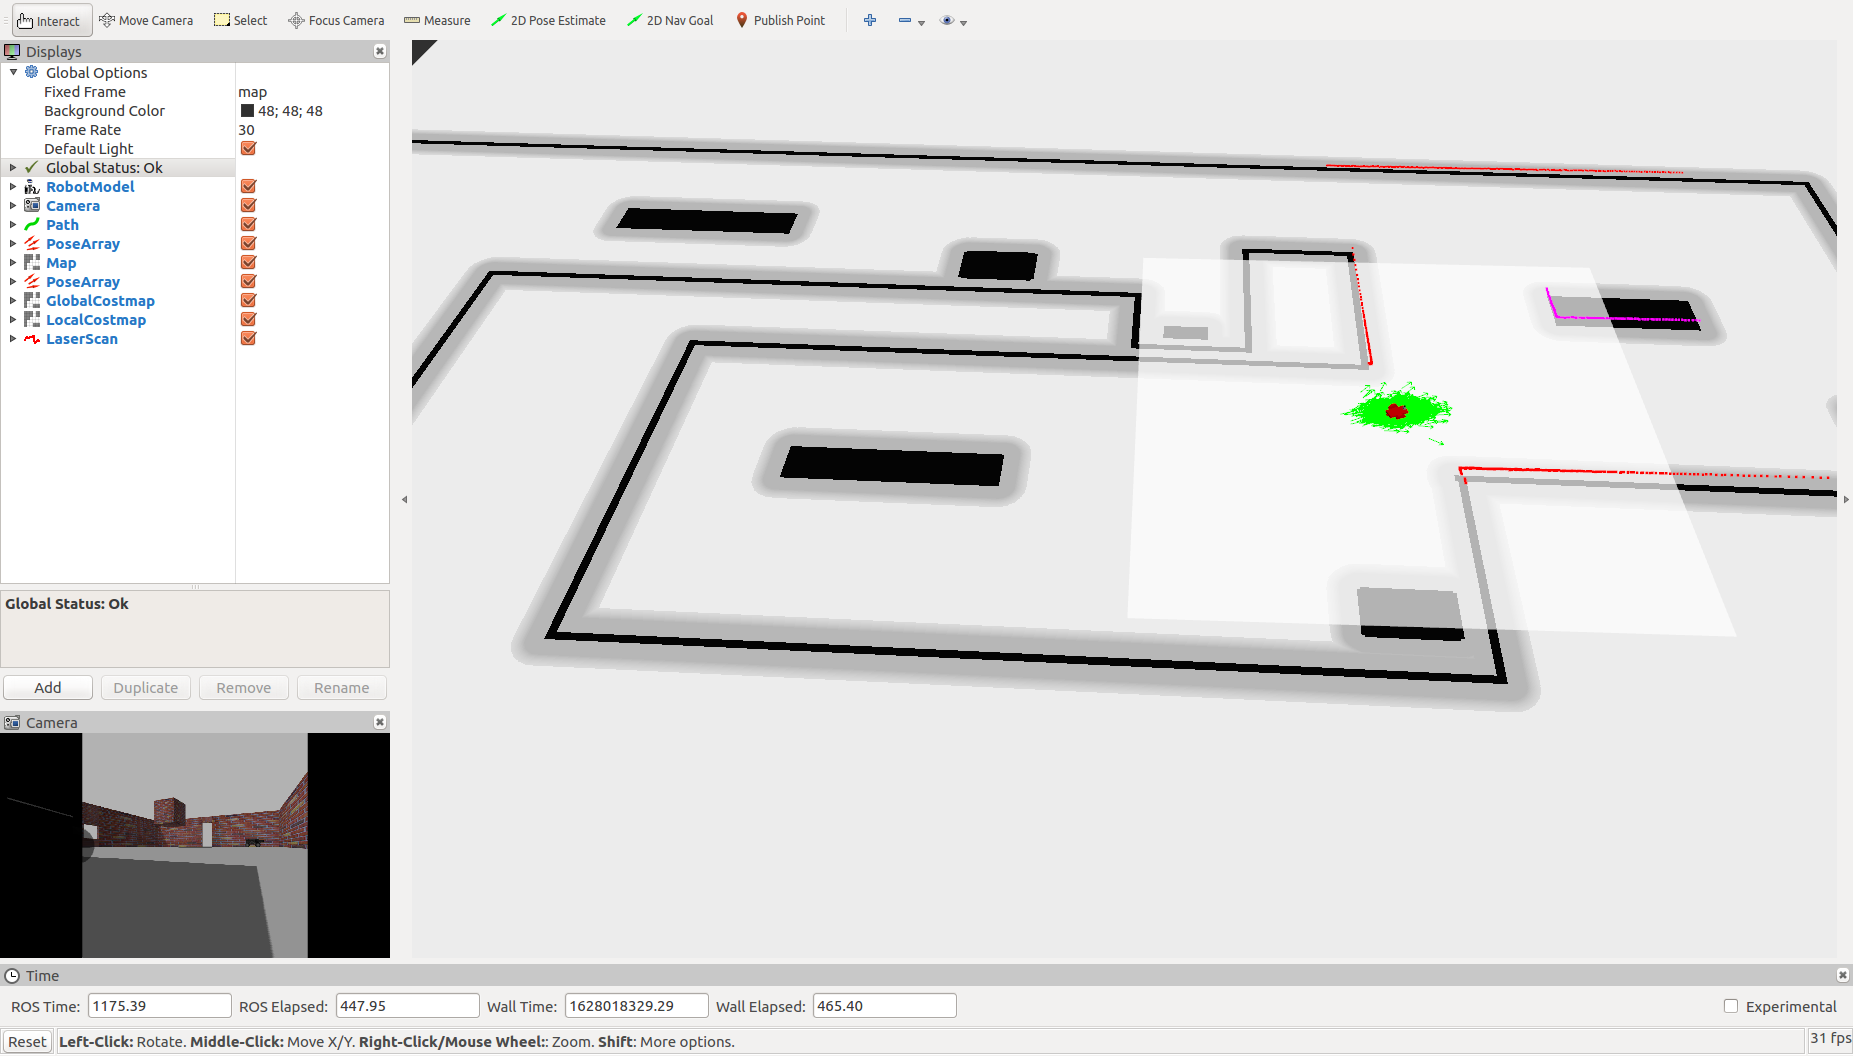 Interact Move Camera Select Focus Camera Measure 2D Pose Estimate 2D Nav Goal Publish Point
Displays
Global Options
Fixed Frame map
Background Color 48; 48; 48
Frame Rate 30
Default Light
Global Status: Ok
RobotModel
Camera
Path
PoseArray
Map
PoseArray
GlobalCostmap
LocalCostmap
LaserScan
Global Status: Ok
Add Duplicate Remove Rename
Camera
Time
ROS Time: 1175.39 ROS Elapsed: 447.95 Wall Time: 1628018329.29 Wall Elapsed: 465.40 Experimental
Reset Left-Click: Rotate. Middle-Click: Move X/Y. Right-Click/Mouse Wheel:: Zoom. Shift: More options. 31 fps